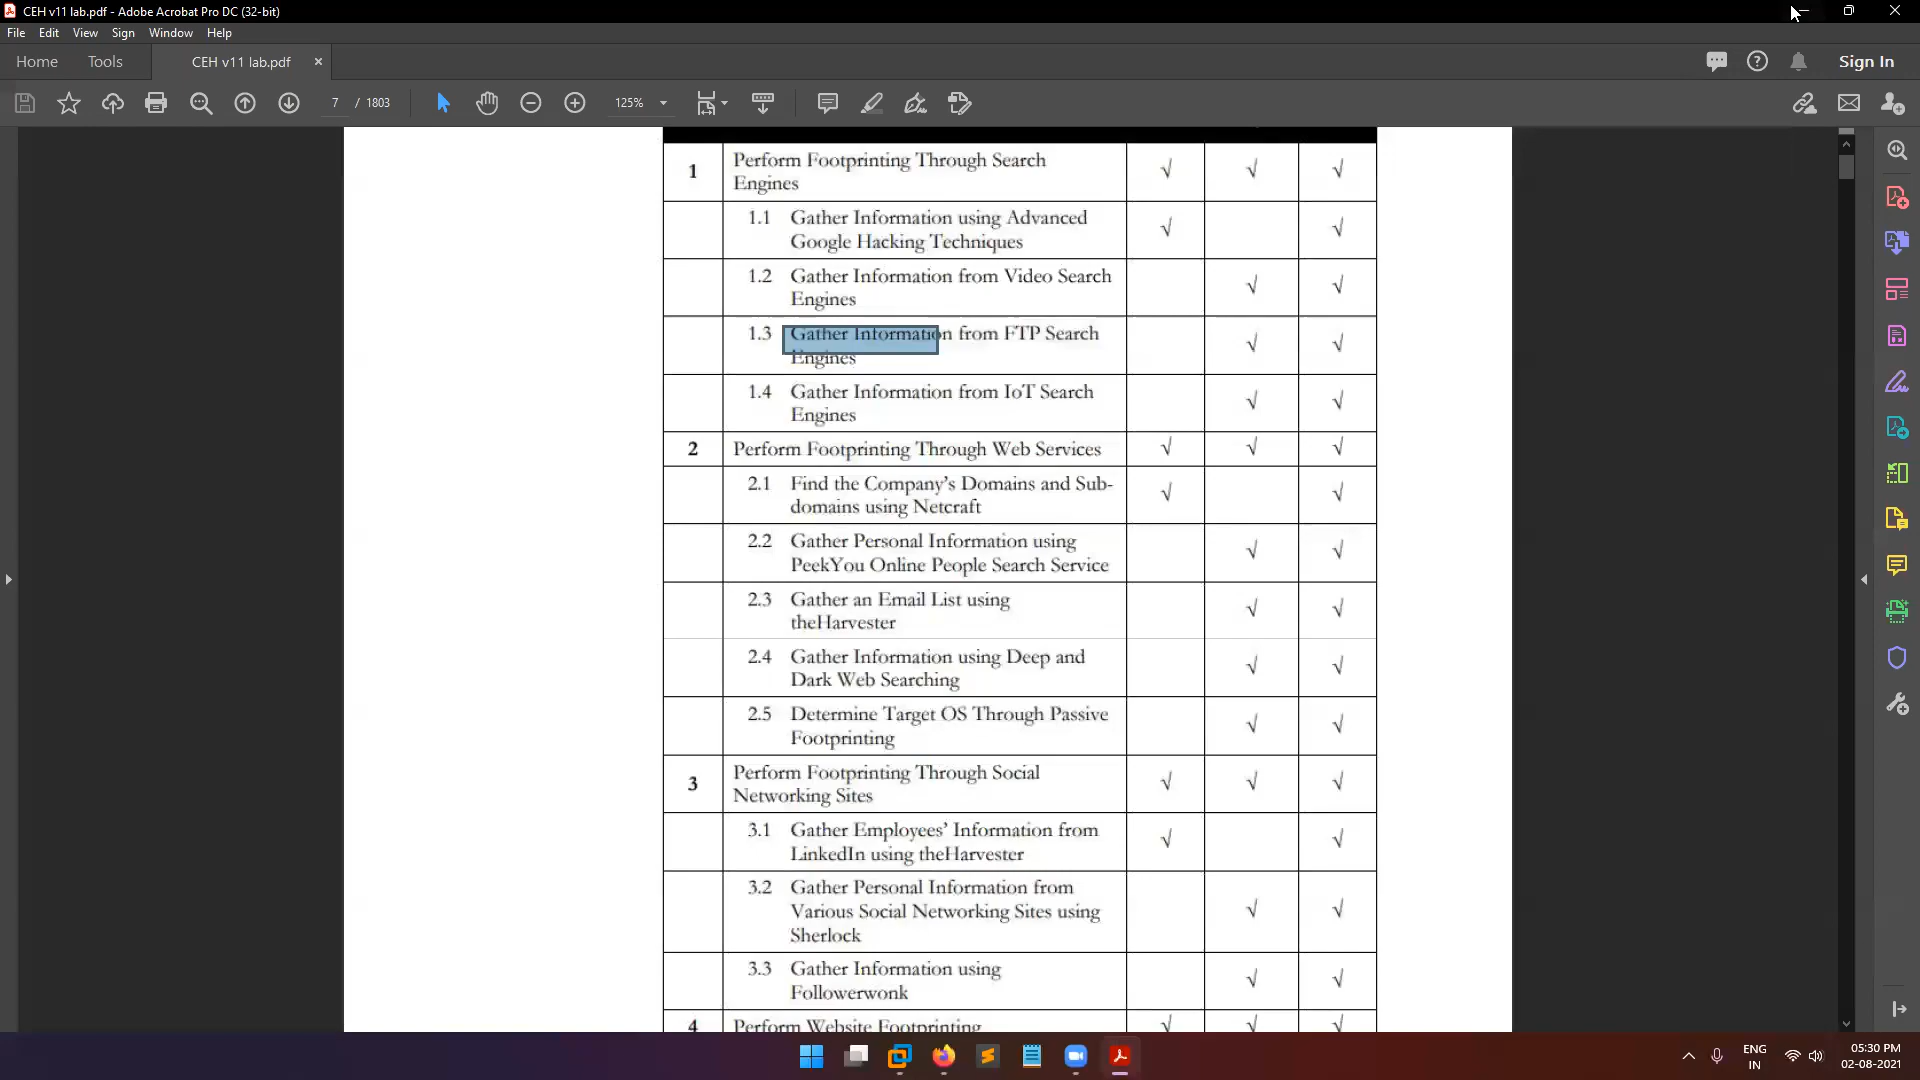 CEH v11 lab.pdf - Adobe Acrobat Pro DC (32-bit)
File Edit View Sign Window Help
Home Tools CEH v11 lab.pdf × Sign In
7 / 1803 125%
1 Perform Footprinting Through Search √ √ √
Engines
1.1 Gather Information using Advanced √ √
Google Hacking Techniques
1.2 Gather Information from Video Search √ √
Engines
1.3 Gather Information from FTP Search √ √
Engines
1.4 Gather Information from IoT Search √ √
Engines
2 Perform Footprinting Through Web Services √ √ √
2.1 Find the Company's Domains and Sub- √ √
domains using Netcraft
2.2 Gather Personal Information using √ √
PeekYou Online People Search Service
2.3 Gather an Email List using √ √
theHarvester
2.4 Gather Information using Deep and √ √
Dark Web Searching
2.5 Determine Target OS Through Passive √ √
Footprinting
3 Perform Footprinting Through Social √ √ √
Networking Sites
3.1 Gather Employees' Information from √ √
LinkedIn using theHarvester
3.2 Gather Personal Information from √ √
Various Social Networking Sites using
Sherlock
3.3 Gather Information using √ √
Followerwonk
4 Perform Website Footprinting √ √ √
ENG
IN
05:30 PM
02-08-2021